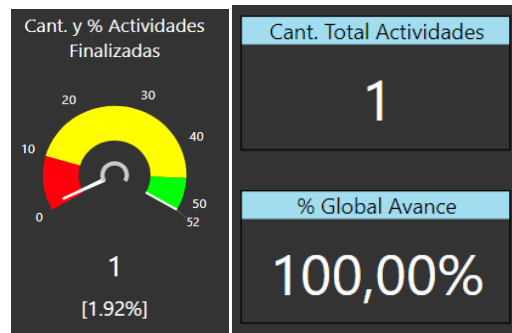 Cant. y % Actividades
Finalizadas
20
30
10
40
0
50
52
1
[1.92%]
Cant. Total Actividades
1
% Global Avance
100,00%